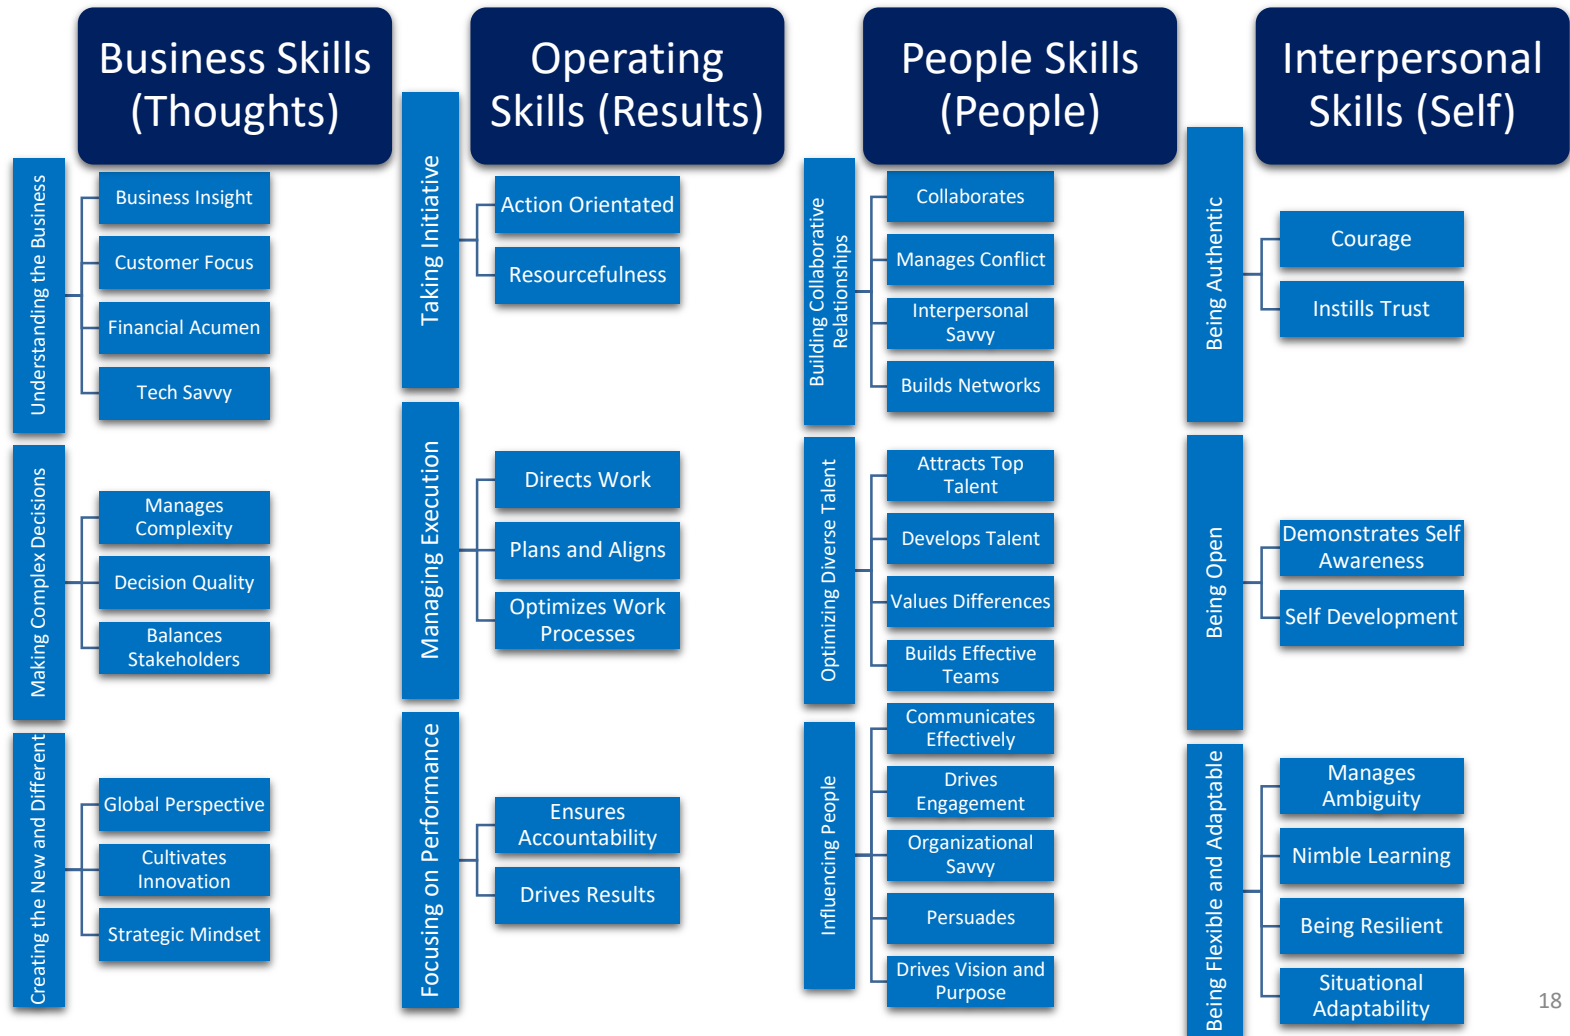 Business Skills
(Thoughts)
Understanding the Business
Business Insight
Customer Focus
Financial Acumen
Tech Savvy
Making Complex Decisions
Manages
Complexity
Decision Quality
Balances
Stakeholders
Creating the New and Different
Global Perspective
Cultivates
Innovation
Strategic Mindset
Operating
Skills (Results)
Taking Initiative
Action Orientated
Resourcefulness
Managing Execution
Directs Work
Plans and Aligns
Optimizes Work
Processes
Focusing on Performance
Ensures
Accountability
Drives Results
People Skills
(People)
Building Collaborative
Relationships
Collaborates
Manages Conflict
Interpersonal
Savvy
Builds Networks
Optimizing Diverse Talent
Attracts Top
Talent
Develops Talent
Values Differences
Builds Effective
Teams
Influencing People
Communicates
Effectively
Drives
Engagement
Organizational
Savvy
Persuades
Drives Vision and
Purpose
Interpersonal
Skills (Self)
Being Authentic
Courage
Instills Trust
Being Open
Demonstrates Self
Awareness
Self Development
Being Flexible and Adaptable
Manages
Ambiguity
Nimble Learning
Being Resilient
Situational
Adaptability
18